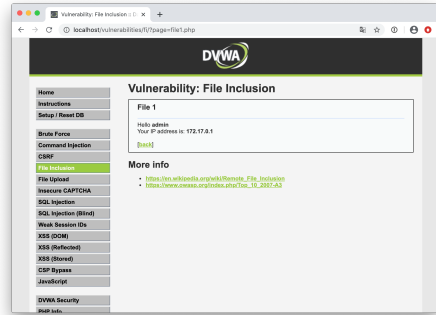 Vulnerability: File Inclusion :: D
localhost/vulnerabilities/fi/?page=file1.php
DVWA
Home
Instructions
Setup / Reset DB
Brute Force
Command Injection
CSRF
File Inclusion
File Upload
Insecure CAPTCHA
SQL Injection
SQL Injection (Blind)
Weak Session IDs
XSS (DOM)
XSS (Reflected)
XSS (Stored)
CSP Bypass
JavaScript
DVWA Security
PHP Info
Vulnerability: File Inclusion
File 1
Hello admin
Your IP address is: 172.17.0.1
[back]
More info
https://en.wikipedia.org/wiki/Remote_File_Inclusion
https://www.owasp.org/index.php/Top_10_2007-A3